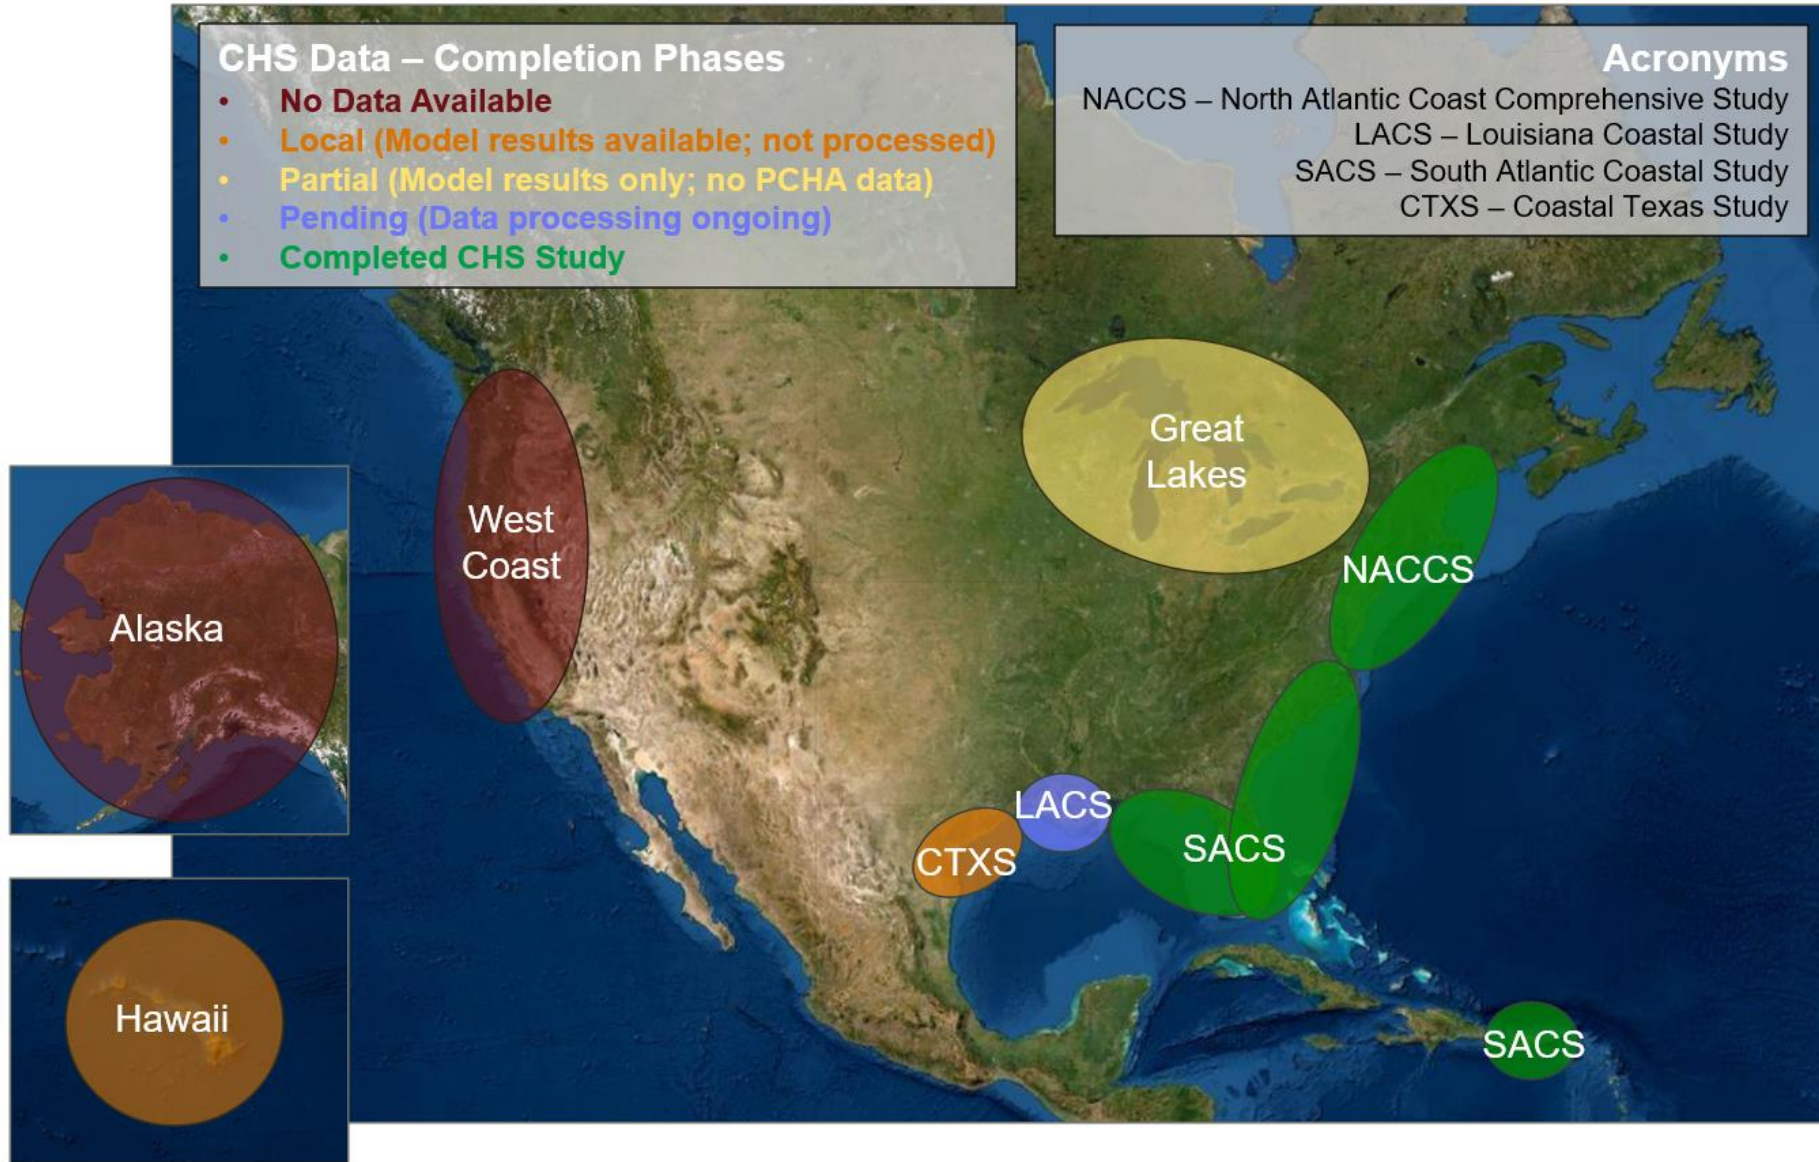 CHS Data – Completion Phases
• No Data Available
• Local (Model results available; not processed)
• Partial (Model results only; no PCHA data)
• Pending (Data processing ongoing)
• Completed CHS Study
Acronyms
NACCS – North Atlantic Coast Comprehensive Study
LACS – Louisiana Coastal Study
SACS – South Atlantic Coastal Study
CTXS – Coastal Texas Study
Great
Lakes
West
Coast
NACCS
Alaska
LACS
SACS
CTXS
Hawaii
SACS